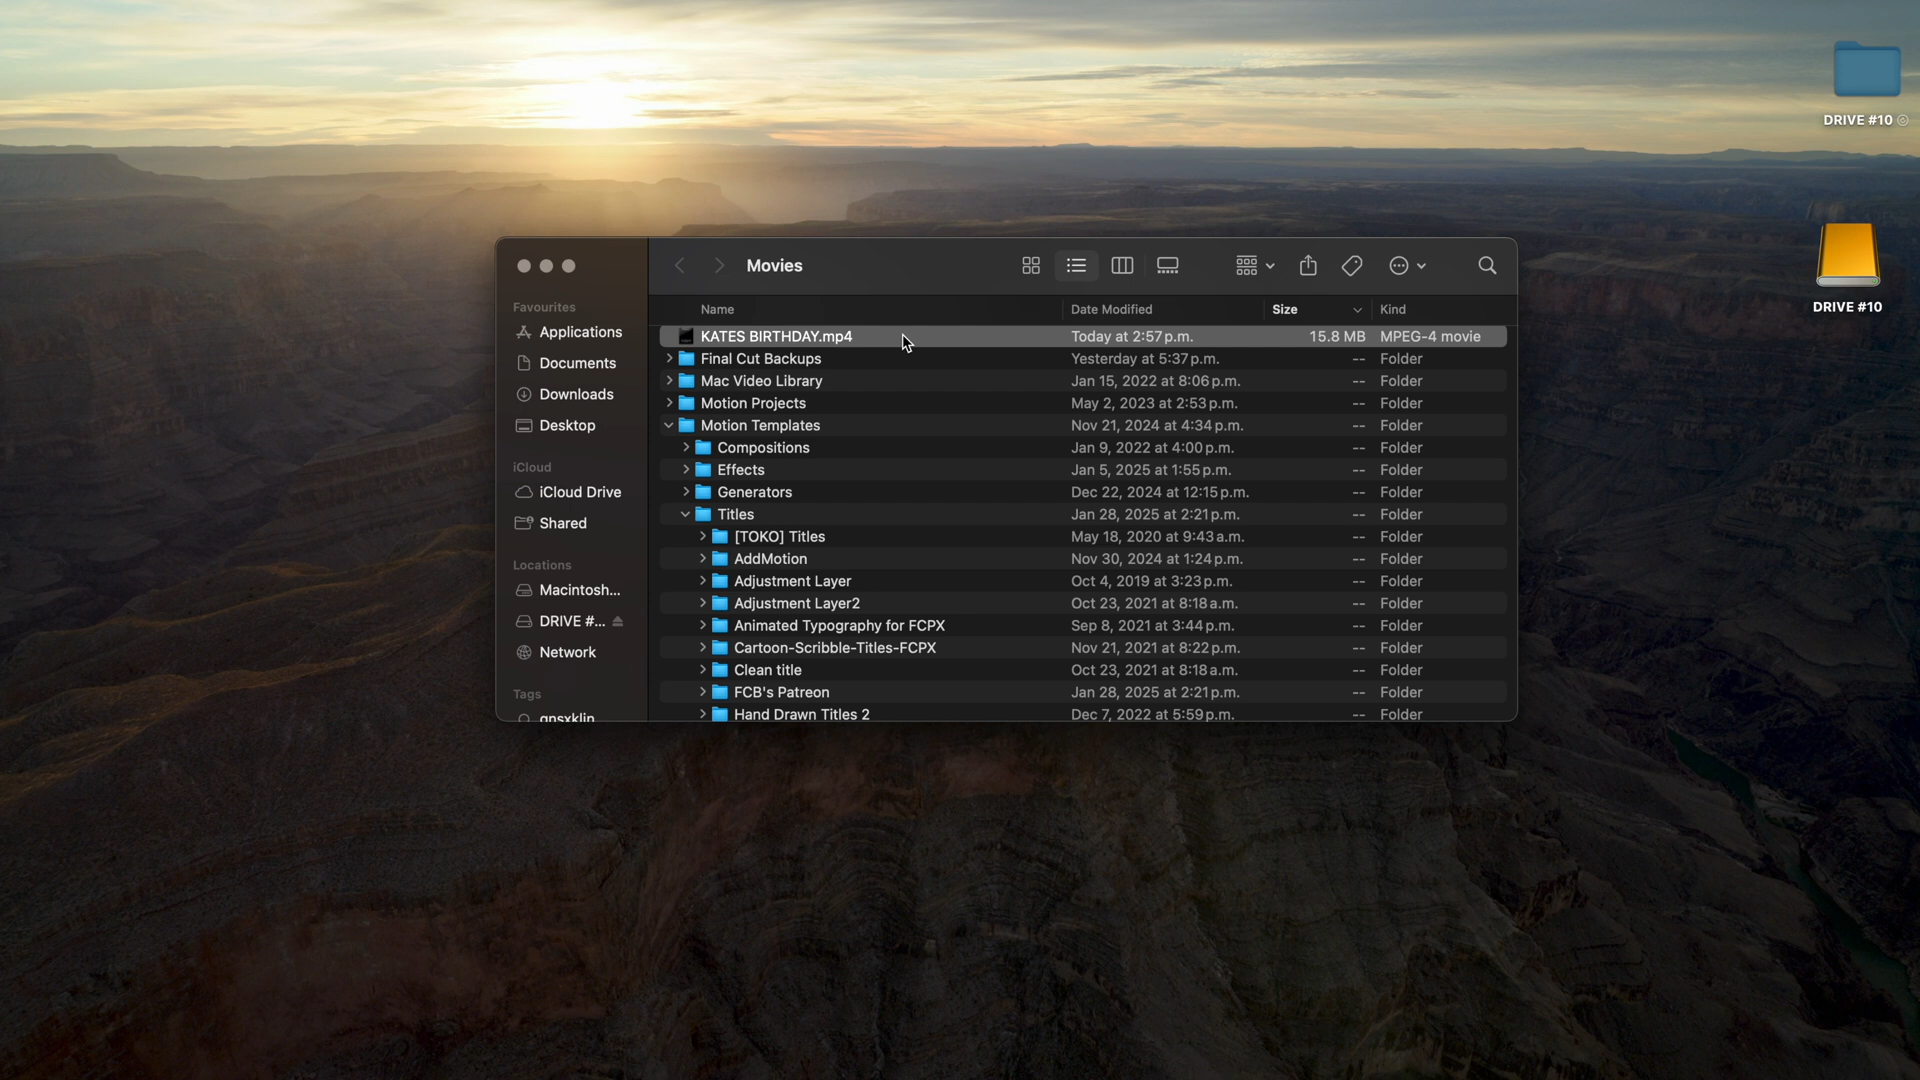 DRIVE #10
DRIVE #10
Movies
Favourites
Applications
Documents
Downloads
Desktop
iCloud
iCloud Drive
Shared
Locations
Macintosh...
DRIVE #...
Network
Tags
Name Date Modified Size Kind
KATES BIRTHDAY.mp4 Today at 2:57 p.m. 15.8 MB MPEG-4 movie
Final Cut Backups Yesterday at 5:37 p.m. -- Folder
Mac Video Library Jan 15, 2022 at 8:06 p.m. -- Folder
Motion Projects May 2, 2023 at 2:53 p.m. -- Folder
Motion Templates Nov 21, 2024 at 4:34 p.m. -- Folder
Compositions Jan 9, 2022 at 4:00 p.m. -- Folder
Effects Jan 5, 2025 at 1:55 p.m. -- Folder
Generators Dec 22, 2024 at 12:15 p.m. -- Folder
Titles Jan 28, 2025 at 2:21 p.m. -- Folder
[TOKO] Titles May 18, 2020 at 9:43 a.m. -- Folder
AddMotion Nov 30, 2024 at 1:24 p.m. -- Folder
Adjustment Layer Oct 4, 2019 at 3:23 p.m. -- Folder
Adjustment Layer2 Oct 23, 2021 at 8:18 a.m. -- Folder
Animated Typography for FCPX Sep 8, 2021 at 3:44 p.m. -- Folder
Cartoon-Scribble-Titles-FCPX Nov 21, 2021 at 8:22 p.m. -- Folder
Clean title Oct 23, 2021 at 8:18 a.m. -- Folder
FCB's Patreon Jan 28, 2025 at 2:21 p.m. -- Folder
Hand Drawn Titles 2 Dec 7, 2022 at 5:59 p.m. -- Folder